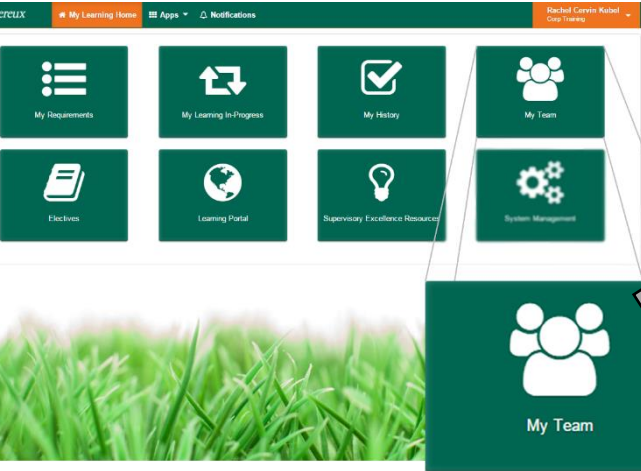 ereux My Learning Home Apps Notifications Rachel Cervin Kubel
Corp Training
My Requirements My Learning In-Progress My History My Team
Electives Learning Portal Supervisory Excellence Resources System Management
My Team